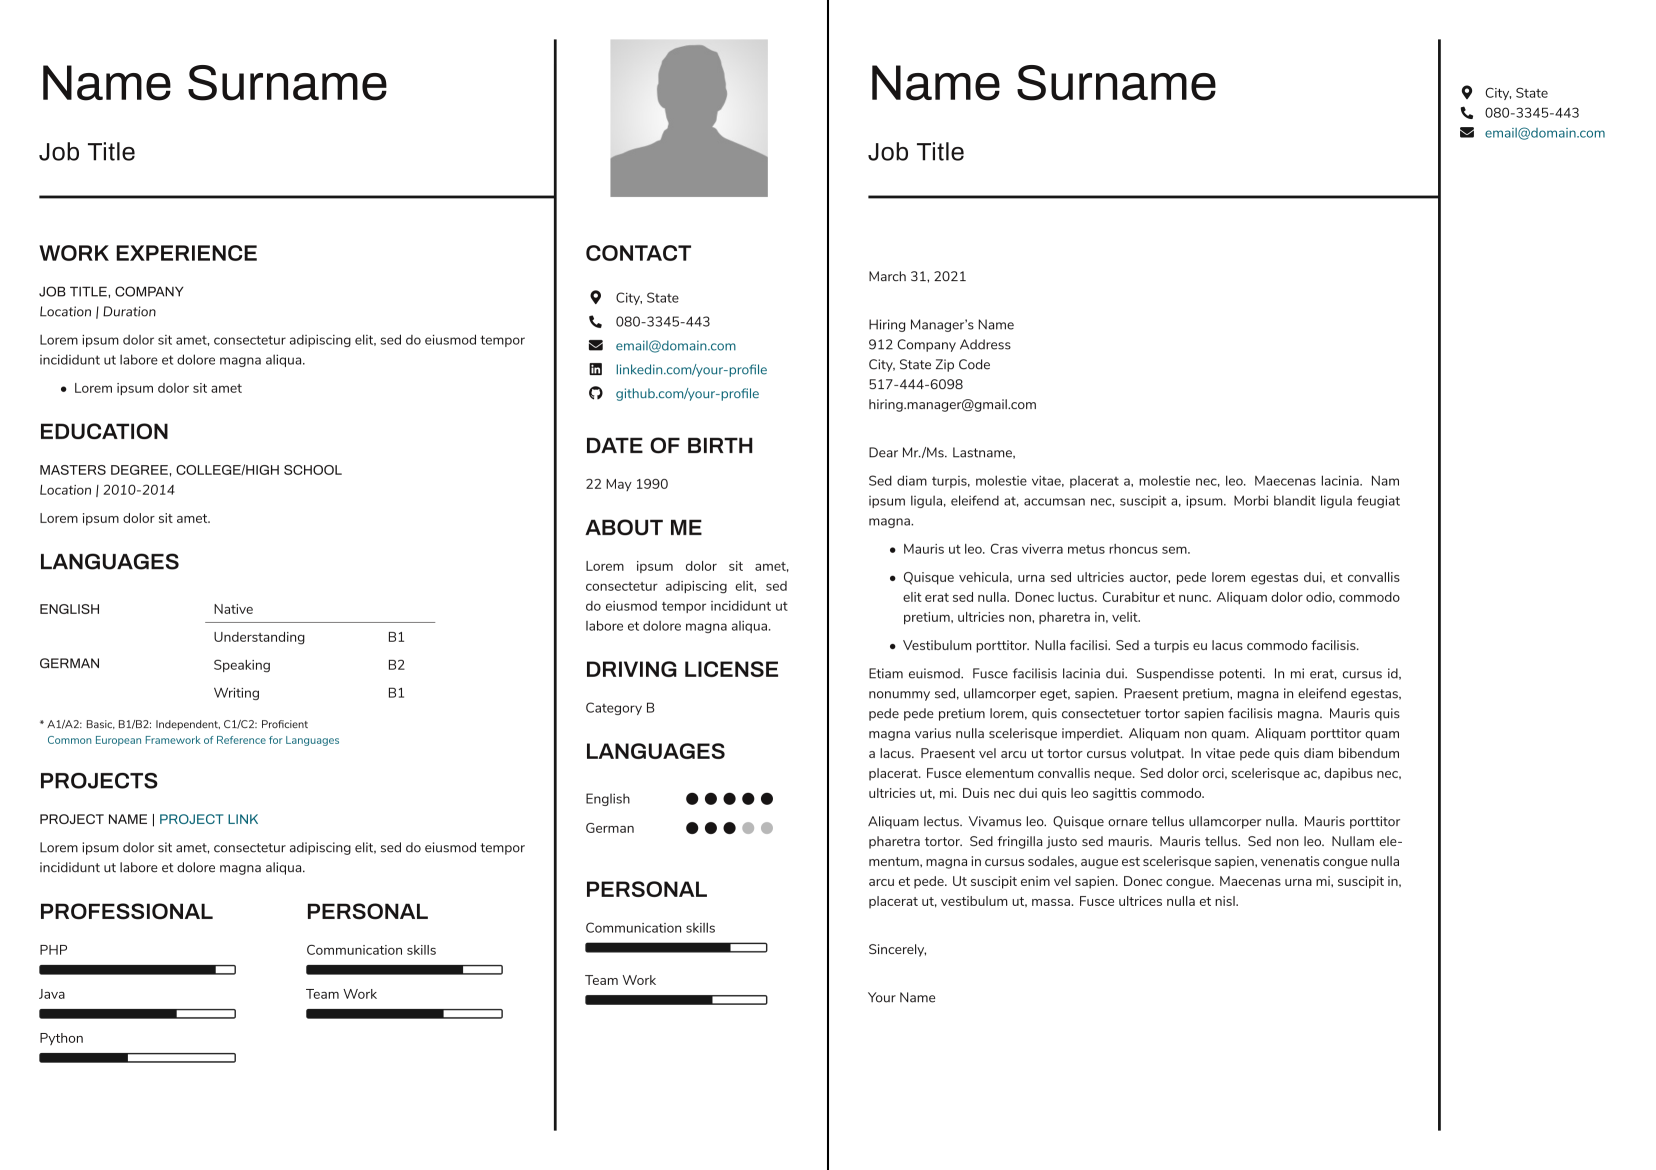 Name Surname
Job Title
WORK EXPERIENCE
JOB TITLE, COMPANY
Location | Duration
Lorem ipsum dolor sit amet, consectetur adipiscing elit, sed do eiusmod tempor
incididunt ut labore et dolore magna aliqua.
• Lorem ipsum dolor sit amet
EDUCATION
MASTERS DEGREE, COLLEGE/HIGH SCHOOL
Location | 2010-2014
Lorem ipsum dolor sit amet.
LANGUAGES
ENGLISH Native
Understanding B1
GERMAN Speaking B2
Writing B1
* A1/A2: Basic, B1/B2: Independent, C1/C2: Proficient
Common European Framework of Reference for Languages
PROJECTS
PROJECT NAME | PROJECT LINK
Lorem ipsum dolor sit amet, consectetur adipiscing elit, sed do eiusmod tempor
incididunt ut labore et dolore magna aliqua.
PROFESSIONAL
PHP
Java
Python
PERSONAL
Communication skills
Team Work
CONTACT
City, State
080-3345-443
email@domain.com
linkedin.com/your-profile
github.com/your-profile
DATE OF BIRTH
22 May 1990
ABOUT ME
Lorem ipsum dolor sit amet,
consectetur adipiscing elit, sed
do eiusmod tempor incididunt ut
labore et dolore magna aliqua.
DRIVING LICENSE
Category B
LANGUAGES
English
German
PERSONAL
Communication skills
Team Work
Name Surname
Job Title
City, State
080-3345-443
email@domain.com
March 31, 2021
Hiring Manager's Name
912 Company Address
City, State Zip Code
517-444-6098
hiring.manager@gmail.com
Dear Mr./Ms. Lastname,
Sed diam turpis, molestie vitae, placerat a, molestie nec, leo. Maecenas lacinia. Nam
ipsum ligula, eleifend at, accumsan nec, suscipit a, ipsum. Morbi blandit ligula feugiat
magna.
• Mauris ut leo. Cras viverra metus rhoncus sem.
• Quisque vehicula, urna sed ultricies auctor, pede lorem egestas dui, et convallis
elit erat sed nulla. Donec luctus. Curabitur et nunc. Aliquam dolor odio, commodo
pretium, ultricies non, pharetra in, velit.
• Vestibulum porttitor. Nulla facilisi. Sed a turpis eu lacus commodo facilisis.
Etiam euismod. Fusce facilisis lacinia dui. Suspendisse potenti. In mi erat, cursus id,
nonummy sed, ullamcorper eget, sapien. Praesent pretium, magna in eleifend egestas,
pede pede pretium lorem, quis consectetuer tortor sapien facilisis magna. Mauris quis
magna varius nulla scelerisque imperdiet. Aliquam non quam. Aliquam porttitor quam
a lacus. Praesent vel arcu ut tortor cursus volutpat. In vitae pede quis diam bibendum
placerat. Fusce elementum convallis neque. Sed dolor orci, scelerisque ac, dapibus nec,
ultricies ut, mi. Duis nec dui quis leo sagittis commodo.
Aliquam lectus. Vivamus leo. Quisque ornare tellus ullamcorper nulla. Mauris porttitor
pharetra tortor. Sed fringilla justo sed mauris. Mauris tellus. Sed non leo. Nullam ele-
mentum, magna in cursus sodales, augue est scelerisque sapien, venenatis congue nulla
arcu et pede. Ut suscipit enim vel sapien. Donec congue. Maecenas urna mi, suscipit in,
placerat ut, vestibulum ut, massa. Fusce ultrices nulla et nisl.
Sincerely,
Your Name